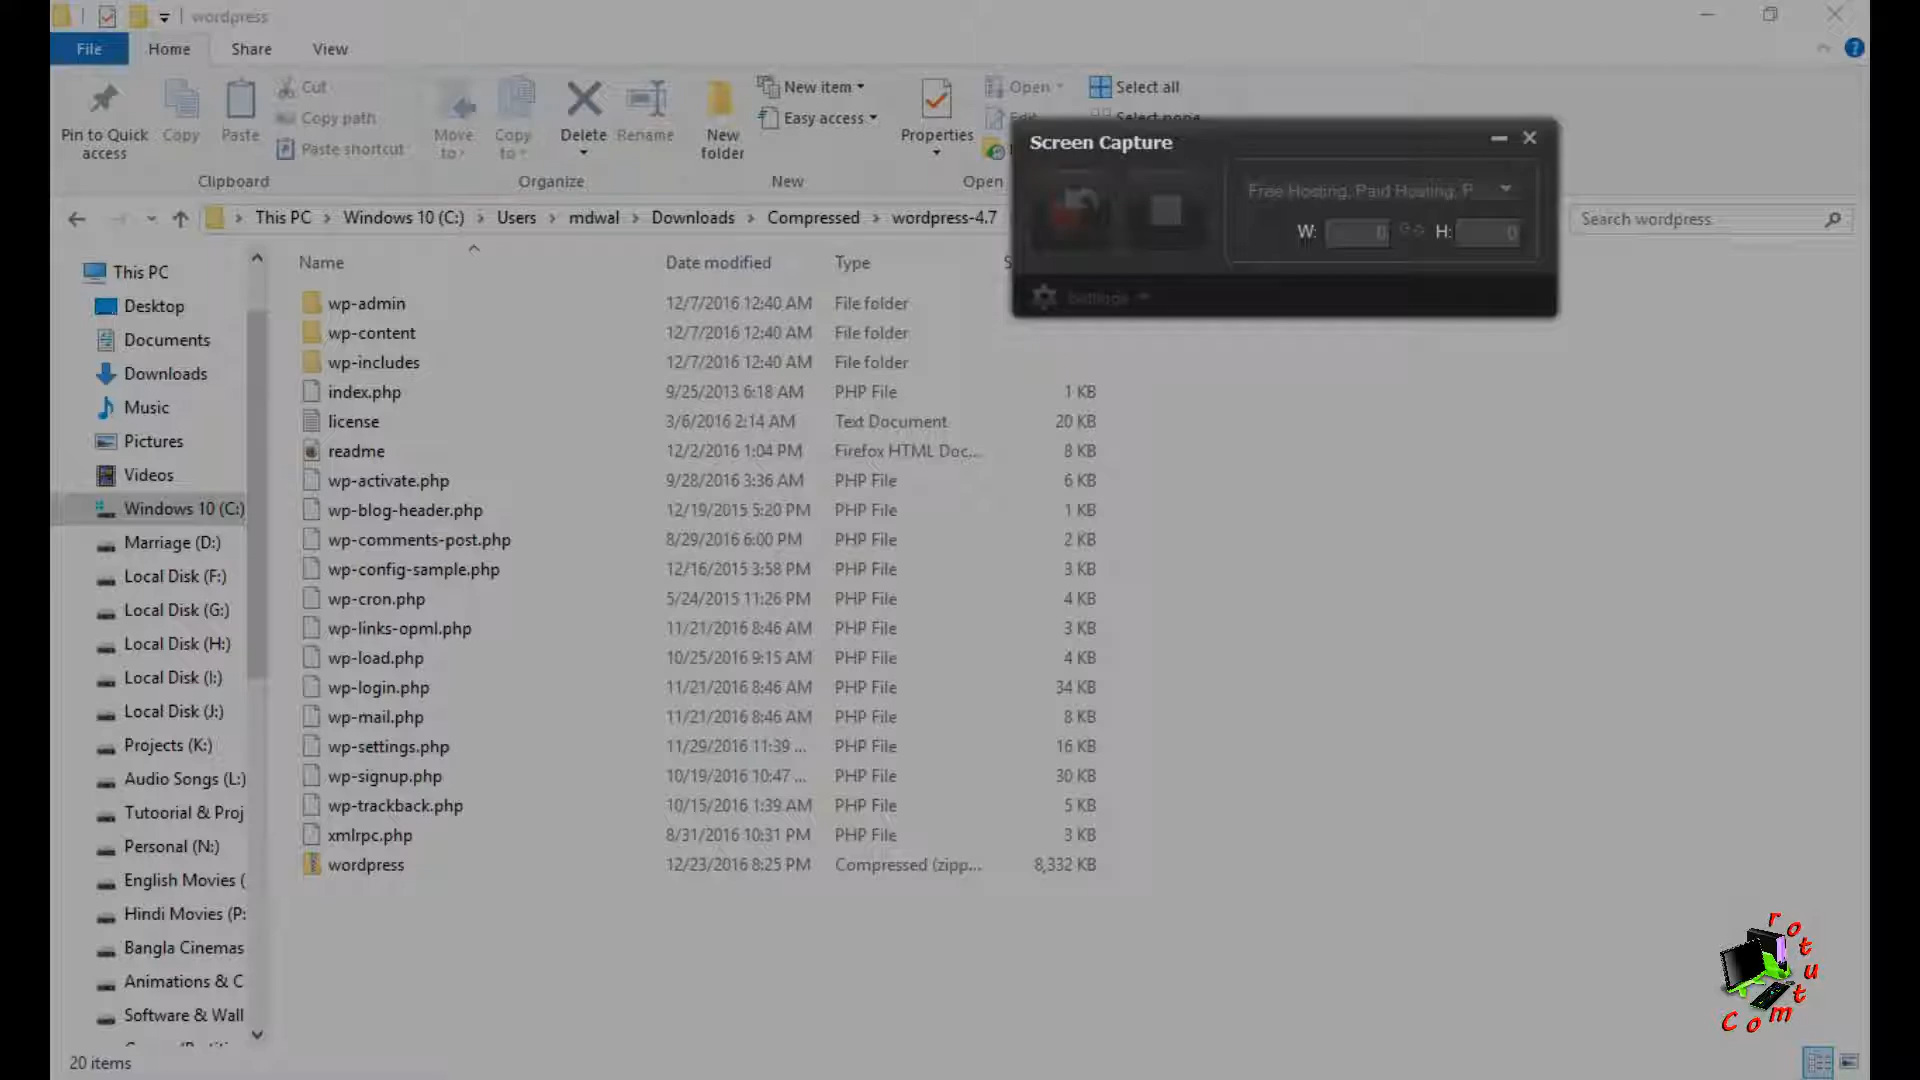 wordpress
File Home Share View
Pin to Quick access
Copy
Paste
Cut
Copy path
Paste shortcut
Clipboard
Move to
Copy to
Delete
Rename
Organize
New folder
New item
Easy access
New
Properties
Open
Edit
Open
Select all
Select none
Screen Capture
Free Hosting, Paid Hosting, P
W: 0 H: 0
Settings
This PC > Windows 10 (C:) > Users > mdwal > Downloads > Compressed > wordpress-4.7
Search wordpress
This PC
Desktop
Documents
Downloads
Music
Pictures
Videos
Windows 10 (C:)
Marriage (D:)
Local Disk (F:)
Local Disk (G:)
Local Disk (H:)
Local Disk (I:)
Local Disk (J:)
Projects (K:)
Audio Songs (L:)
Tutoorial & Proj
Personal (N:)
English Movies (
Hindi Movies (P:
Bangla Cinemas
Animations & C
Software & Wall
Name Date modified Type
wp-admin 12/7/2016 12:40 AM File folder
wp-content 12/7/2016 12:40 AM File folder
wp-includes 12/7/2016 12:40 AM File folder
index.php 9/25/2013 6:18 AM PHP File 1 KB
license 3/6/2016 2:14 AM Text Document 20 KB
readme 12/2/2016 1:04 PM Firefox HTML Doc... 8 KB
wp-activate.php 9/28/2016 3:36 AM PHP File 6 KB
wp-blog-header.php 12/19/2015 5:20 PM PHP File 1 KB
wp-comments-post.php 8/29/2016 6:00 PM PHP File 2 KB
wp-config-sample.php 12/16/2015 3:58 PM PHP File 3 KB
wp-cron.php 5/24/2015 11:26 PM PHP File 4 KB
wp-links-opml.php 11/21/2016 8:46 AM PHP File 3 KB
wp-load.php 10/25/2016 9:15 AM PHP File 4 KB
wp-login.php 11/21/2016 8:46 AM PHP File 34 KB
wp-mail.php 11/21/2016 8:46 AM PHP File 8 KB
wp-settings.php 11/29/2016 11:39 ... PHP File 16 KB
wp-signup.php 10/19/2016 10:47 ... PHP File 30 KB
wp-trackback.php 10/15/2016 1:39 AM PHP File 5 KB
xmlrpc.php 8/31/2016 10:31 PM PHP File 3 KB
wordpress 12/23/2016 8:25 PM Compressed (zipp... 8,332 KB
20 items
Comtutor